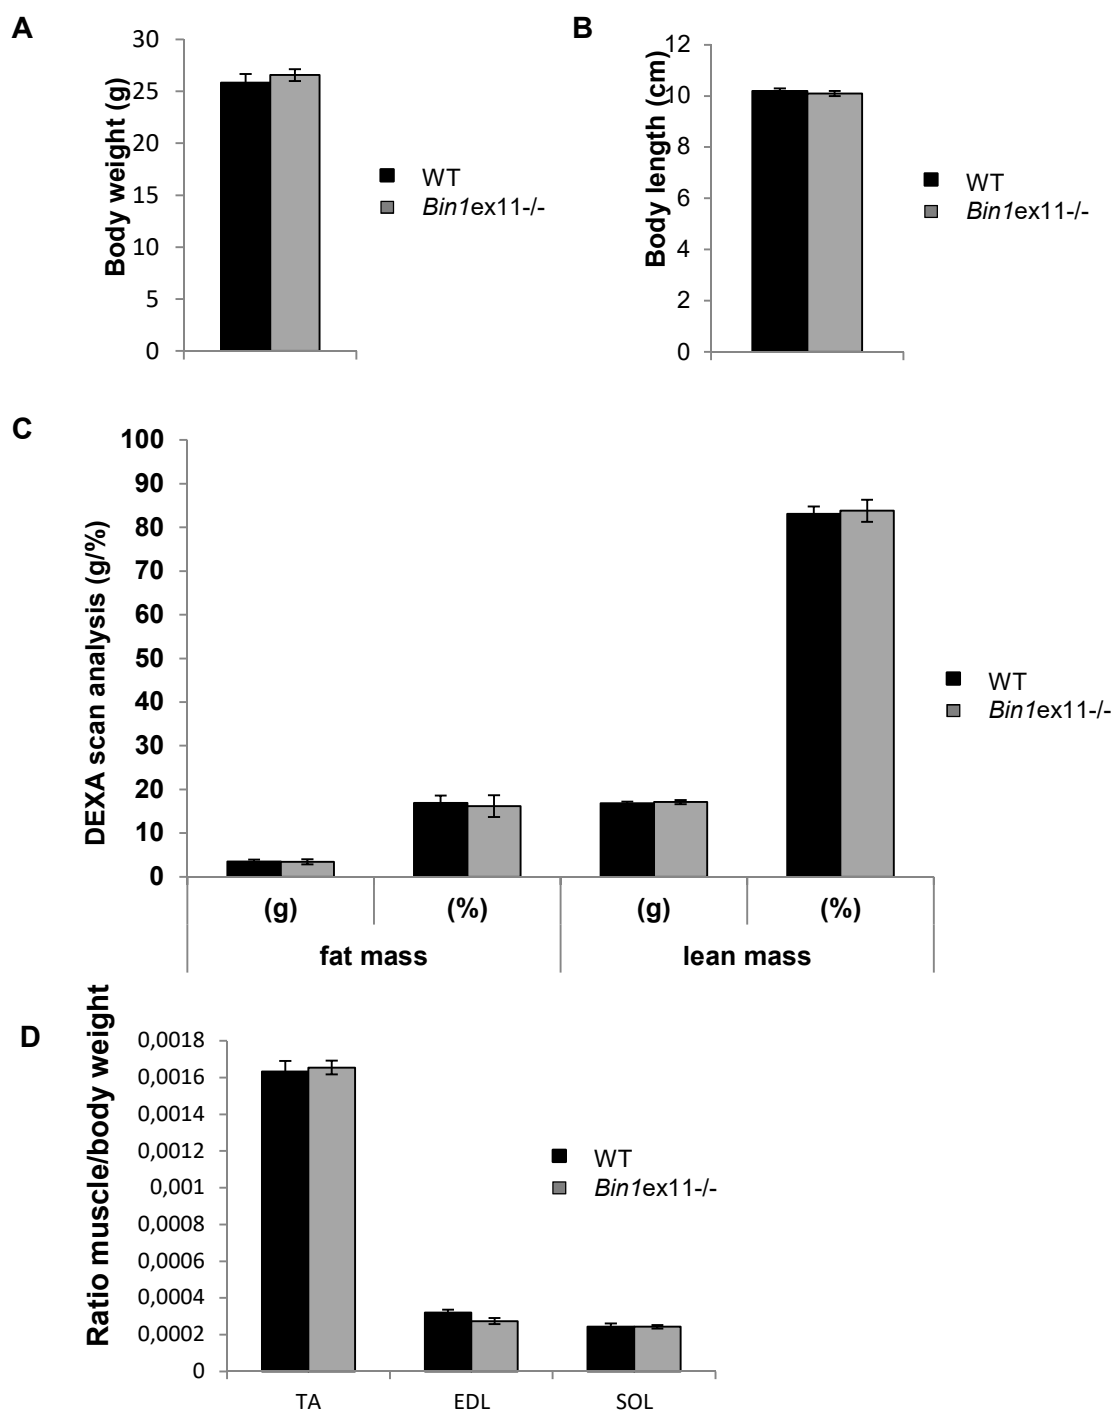 A
Body weight (g)
30
25
20
15
10
5
0
WT
Bin1ex11-/-
B
Body length (cm)
12
10
8
6
4
2
0
WT
Bin1ex11-/-
C
DEXA scan analysis (g/%)
100
90
80
70
60
50
40
30
20
10
0
(g)
(%)
(g)
(%)
fat mass
lean mass
WT
Bin1ex11-/-
D
Ratio muscle/body weight
0,0018
0,0016
0,0014
0,0012
0,001
0,0008
0,0006
0,0004
0,0002
0
TA
EDL
SOL
WT
Bin1ex11-/-